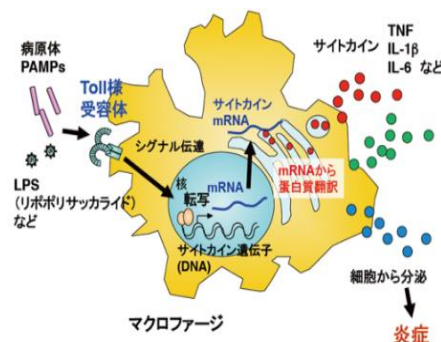 病原体
PAMPs
Toll様
受容体
LPS
(リポポリサッカライド)
など
シグナル伝達
サイトカイン
mRNA
核
転写
mRNA
サイトカイン遺伝子
(DNA)
mRNAから
蛋白質翻訳
マクロファージ
サイトカイン
TNF
IL-1β
IL-6 など
細胞から分泌
炎症